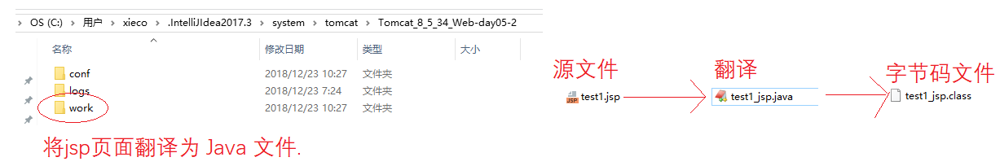 OS (C:) > 用户 > xieco > .IntelliJIdea2017.3 > system > tomcat > Tomcat_8_5_34_Web-day05-2
名称 修改日期 类型 大小
conf 2018/12/23 10:27 文件夹
logs 2018/12/23 7:24 文件夹
work 2018/12/23 10:27 文件夹
将jsp页面翻译为 Java 文件.
源文件 翻译 字节码文件
JSP test1.jsp test1_jsp.java test1_jsp.class